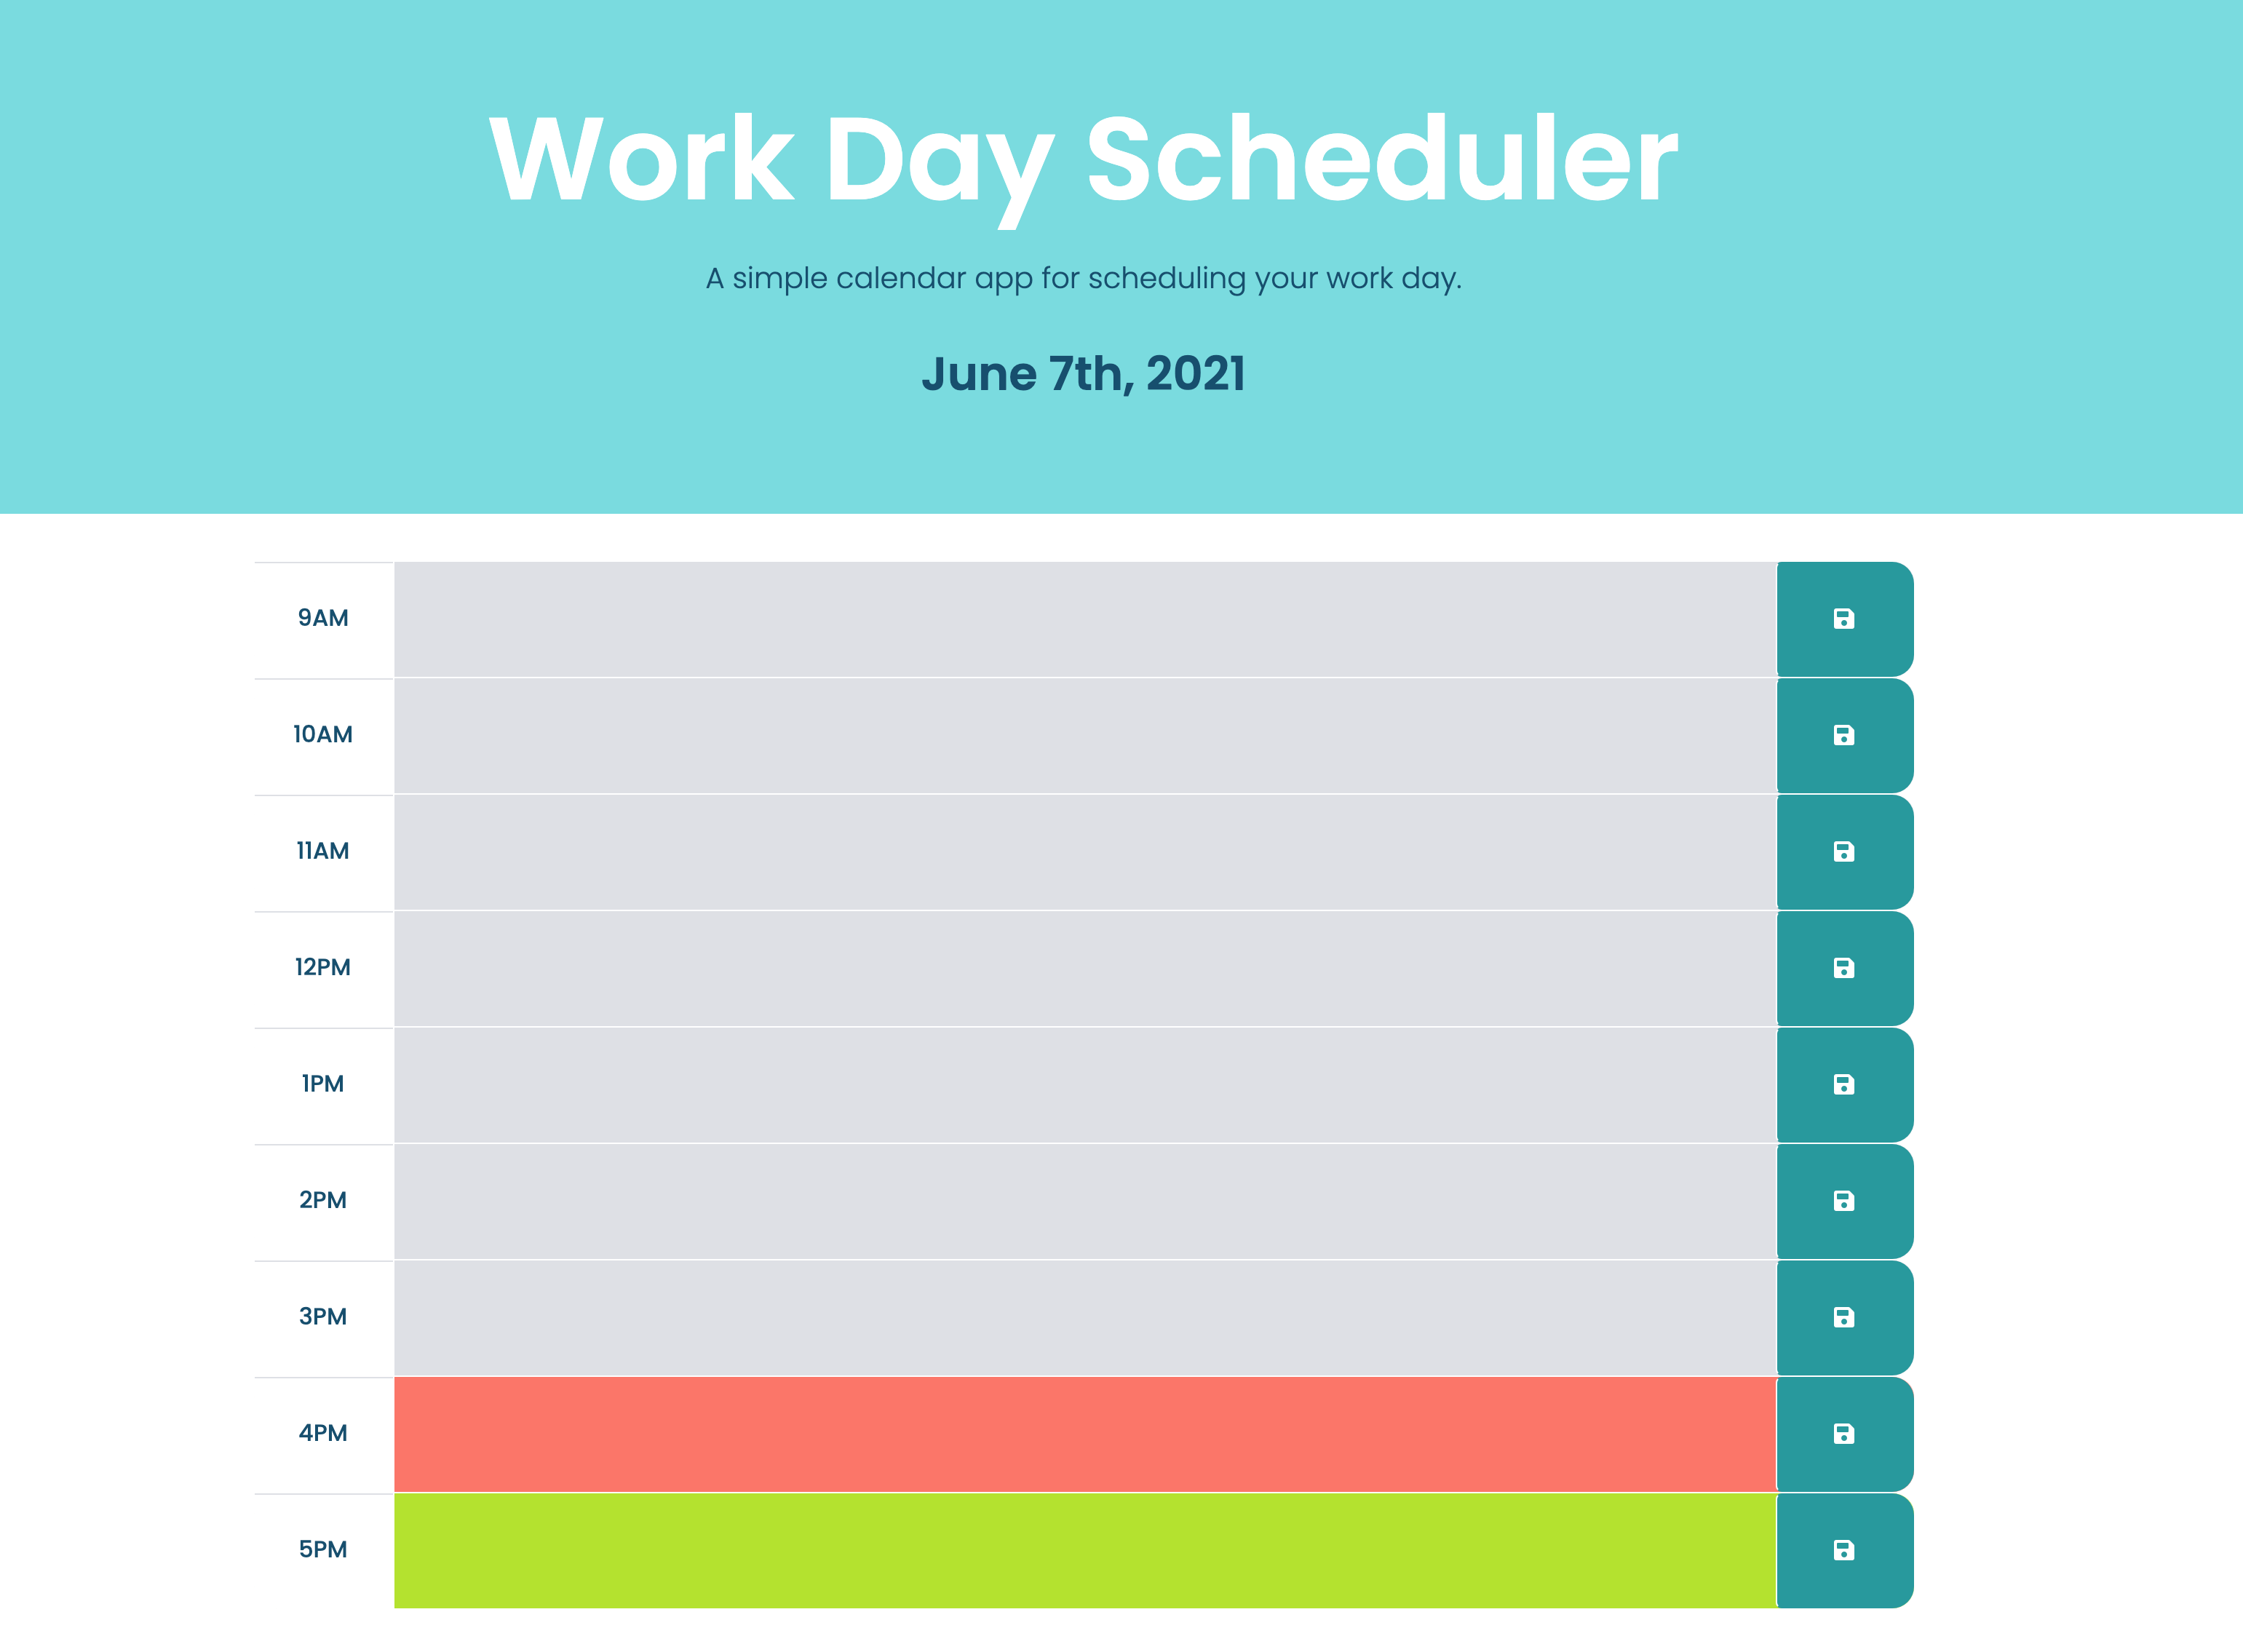 Work Day Scheduler
A simple calendar app for scheduling your work day.
June 7th, 2021
9AM
10AM
11AM
12PM
1PM
2PM
3PM
4PM
5PM